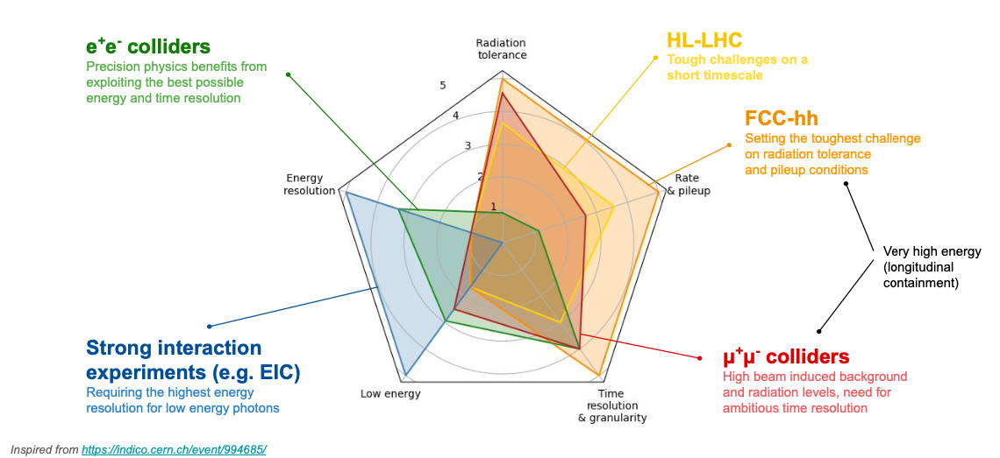 e⁺e⁻ colliders
Precision physics benefits from
exploiting the best possible
energy and time resolution
Radiation
tolerance
HL-LHC
Tough challenges on a
short timescale
FCC-hh
Setting the toughest challenge
on radiation tolerance
and pileup conditions
5
4
3
2
1
Energy
resolution
Rate
& pileup
Very high energy
(longitudinal
containment)
Strong interaction
experiments (e.g. EIC)
Requiring the highest energy
resolution for low energy photons
Low energy
Time
resolution
& granularity
μ⁺μ⁻ colliders
High beam induced background
and radiation levels, need for
ambitious time resolution
Inspired from https://indico.cern.ch/event/994685/